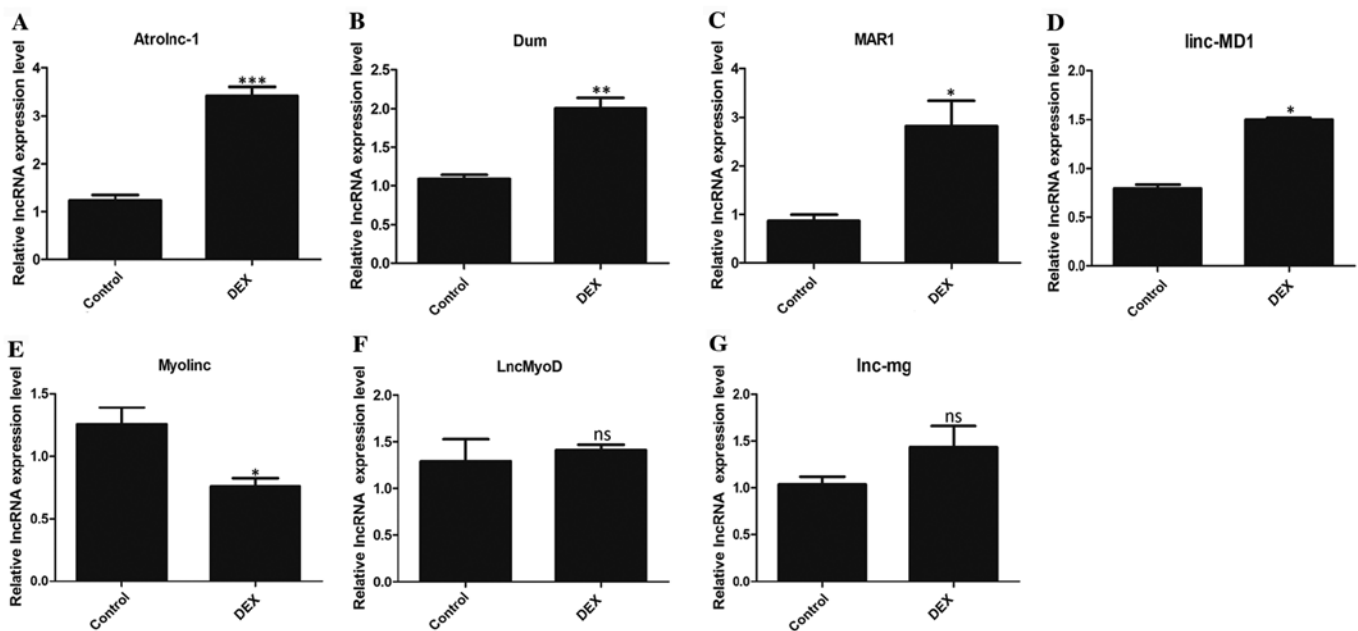 A
Atrolnc-1
Relative lncRNA expression level
4
3
2
1
0
***
Control
DEX
B
Dum
Relative lncRNA expression level
2.5
2.0
1.5
1.0
0.5
0.0
**
Control
DEX
C
MAR1
Relative lncRNA expression level
4
3
2
1
0
*
Control
DEX
D
linc-MD1
Relative lncRNA expression level
2.0
1.5
1.0
0.5
0.0
*
Control
DEX
E
Myolinc
Relative lncRNA expression level
1.5
1.0
0.5
0.0
*
Control
DEX
F
LncMyoD
Relative lncRNA expression level
2.0
1.5
1.0
0.5
0.0
ns
Control
DEX
G
lnc-mg
Relative lncRNA expression level
2.0
1.5
1.0
0.5
0.0
ns
Control
DEX